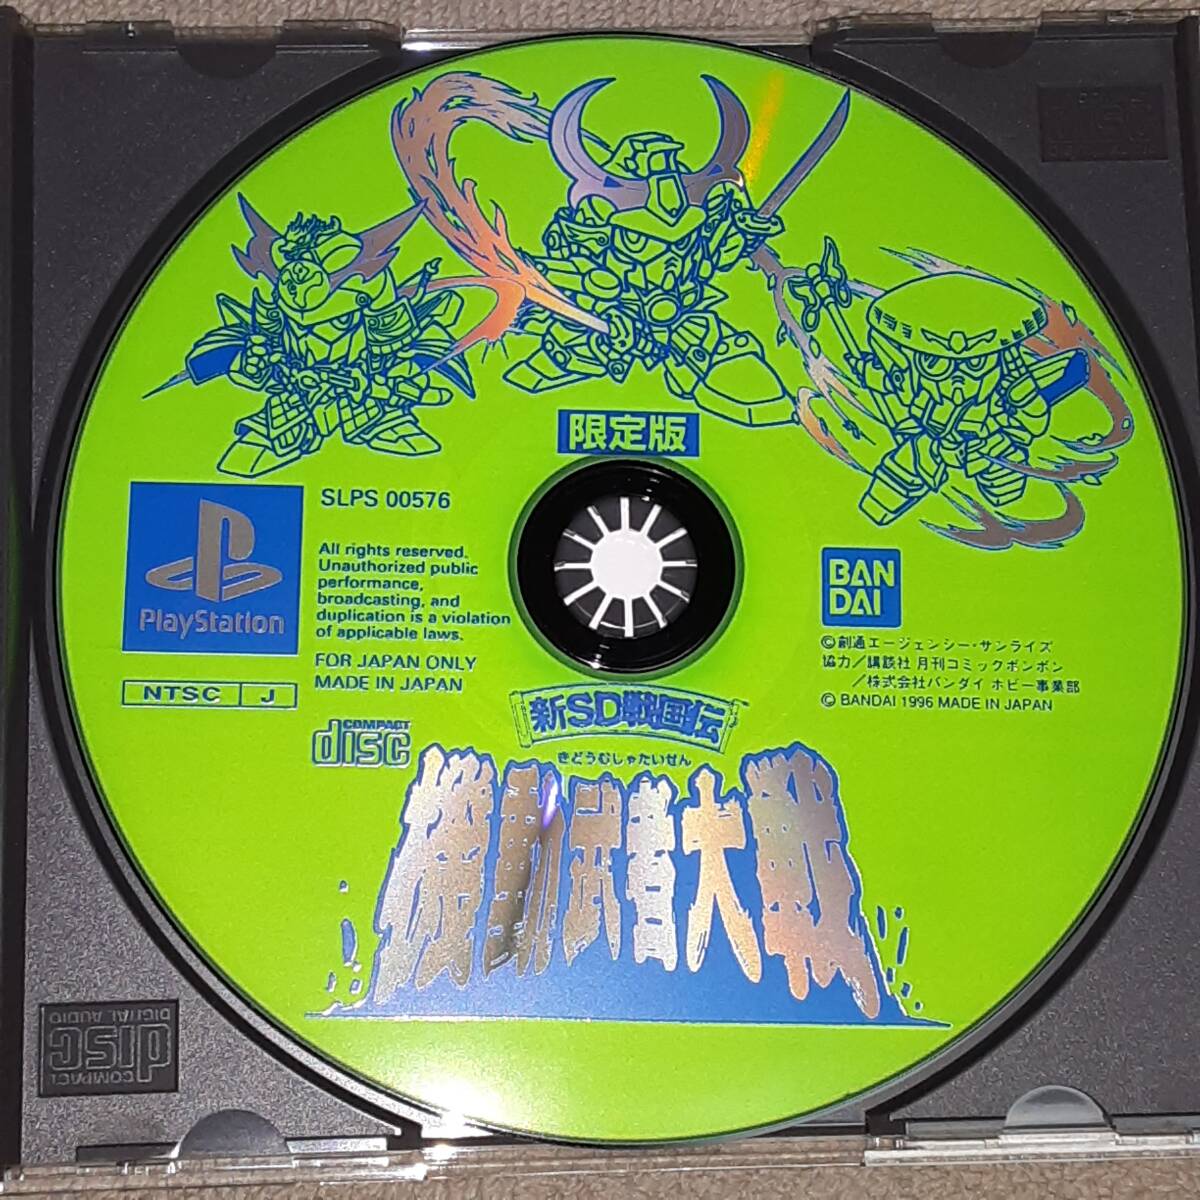 限定版
SLPS 00576
PlayStation
All rights reserved.
Unauthorized public
performance,
broadcasting, and
duplication is a violation
of applicable laws.
FOR JAPAN ONLY
MADE IN JAPAN
NTSC J
COMPACT
disc
BAN
DAI
©創通エージェンシー・サンライズ
協力/講談社 月刊コミックボンボン
/株式会社バンダイ ホビー事業部
© BANDAI 1996 MADE IN JAPAN
新SD戦国伝
きどうむしゃたいせん
機動武者大戦
COMPACT
disc
DIGITAL AUDIO